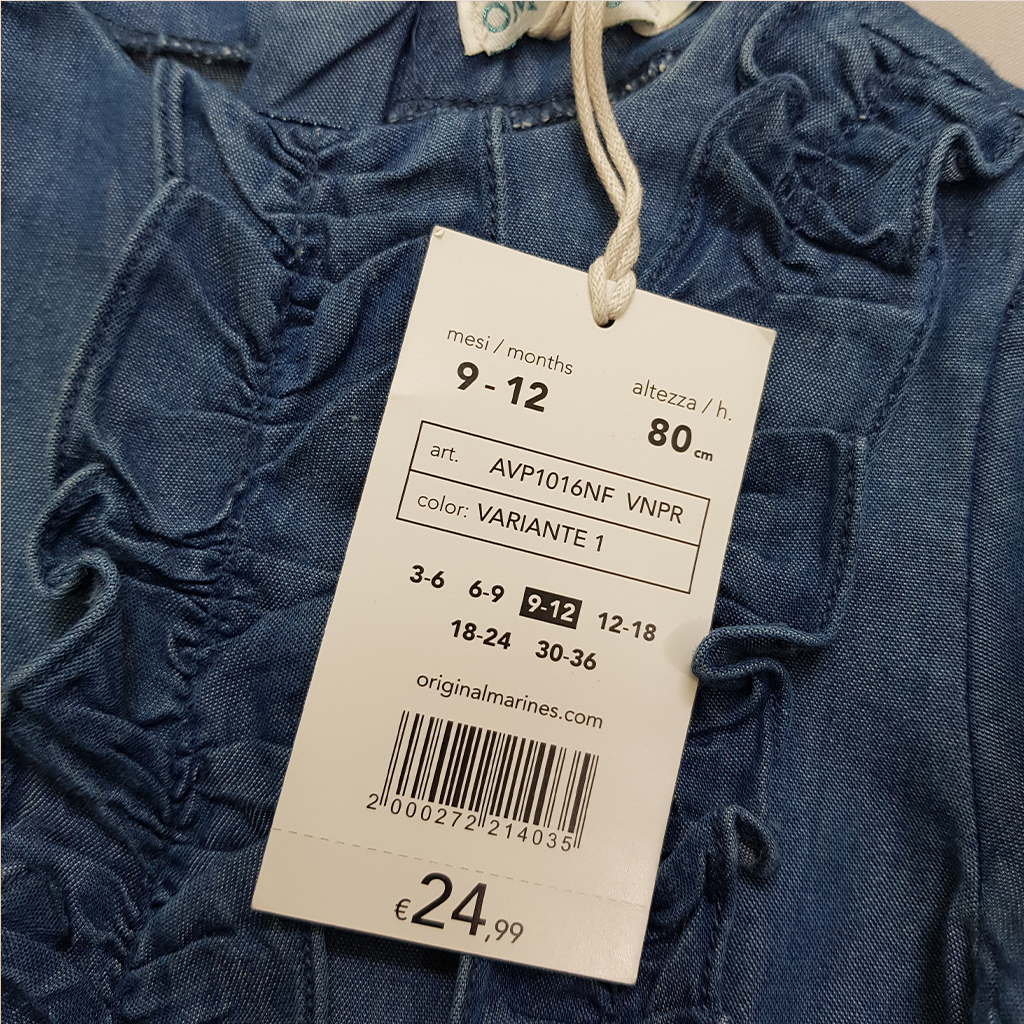 OM
mesi / months
9 - 12
altezza / h.
80 cm
art. AVP1016NF VNPR
color: VARIANTE 1
3-6 6-9 9-12 12-18
18-24 30-36
originalmarines.com
2 000272 214035
€24,99